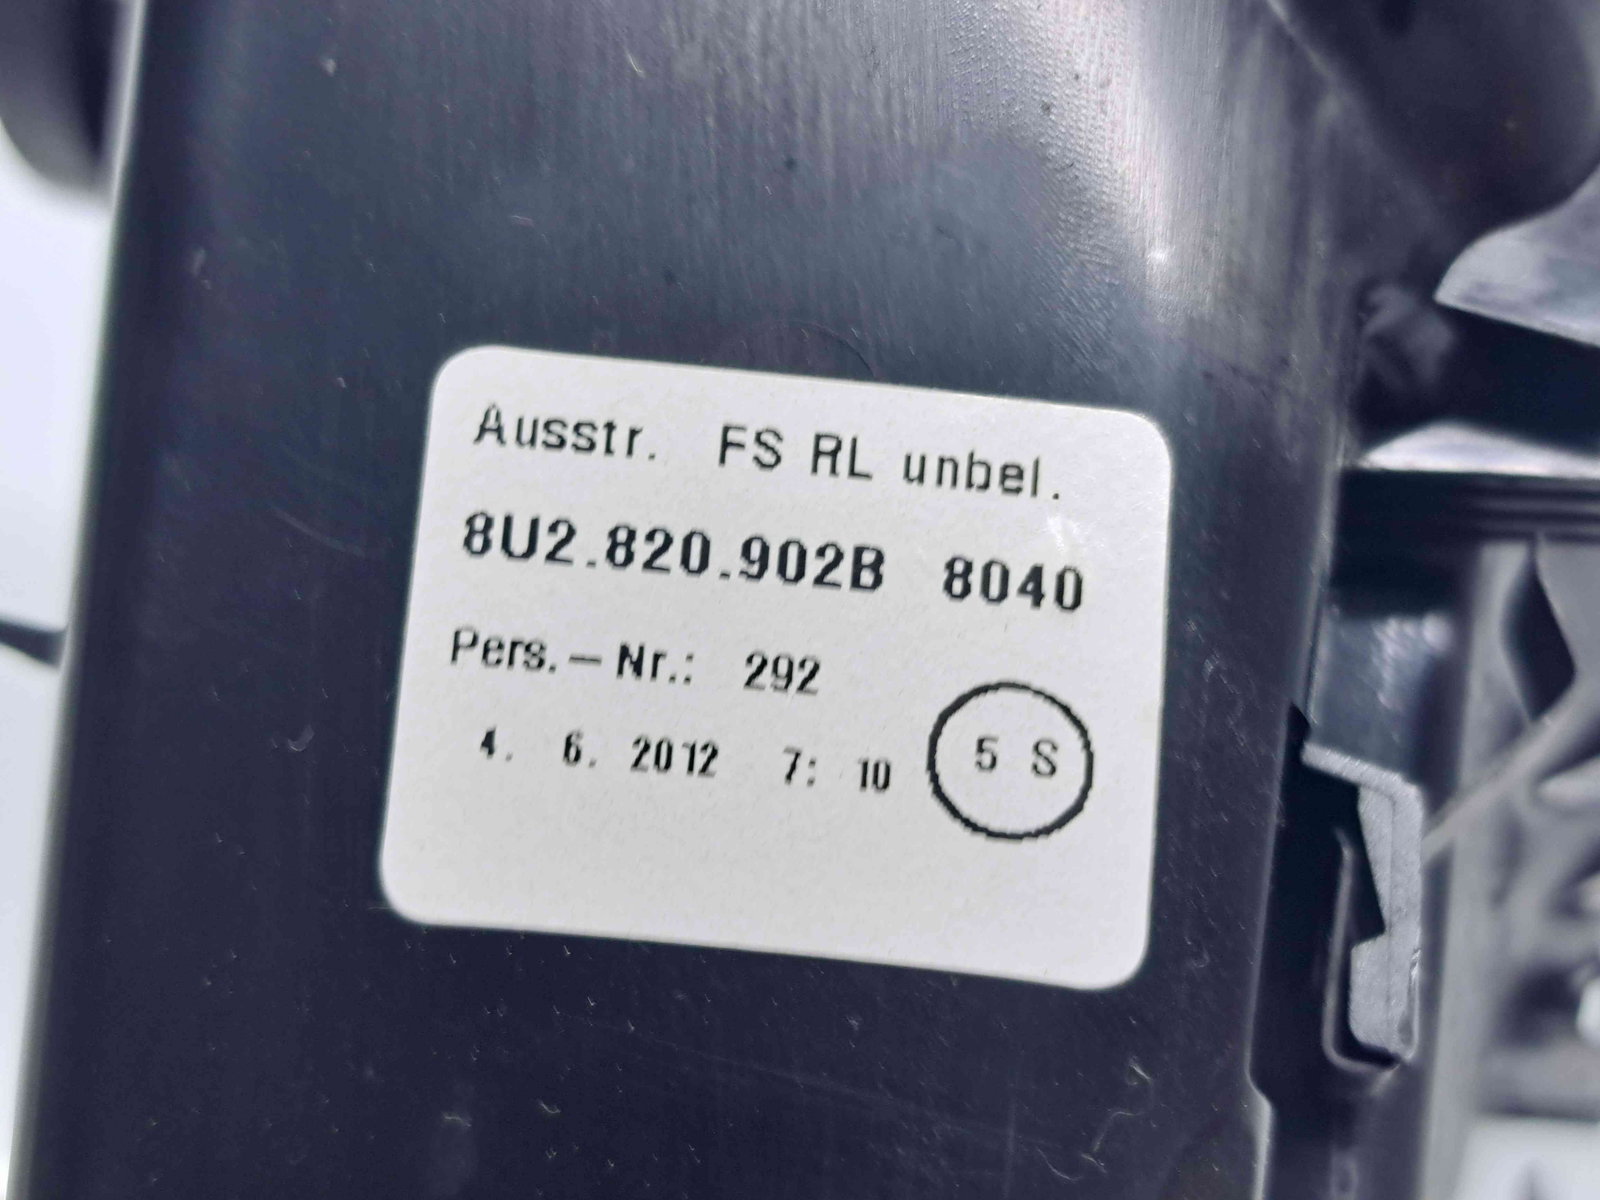 Ausstr. FS RL unbel.
8U2.820.902B 8040
Pers.-Nr.: 292
4. 6. 2012 7: 10 5 S